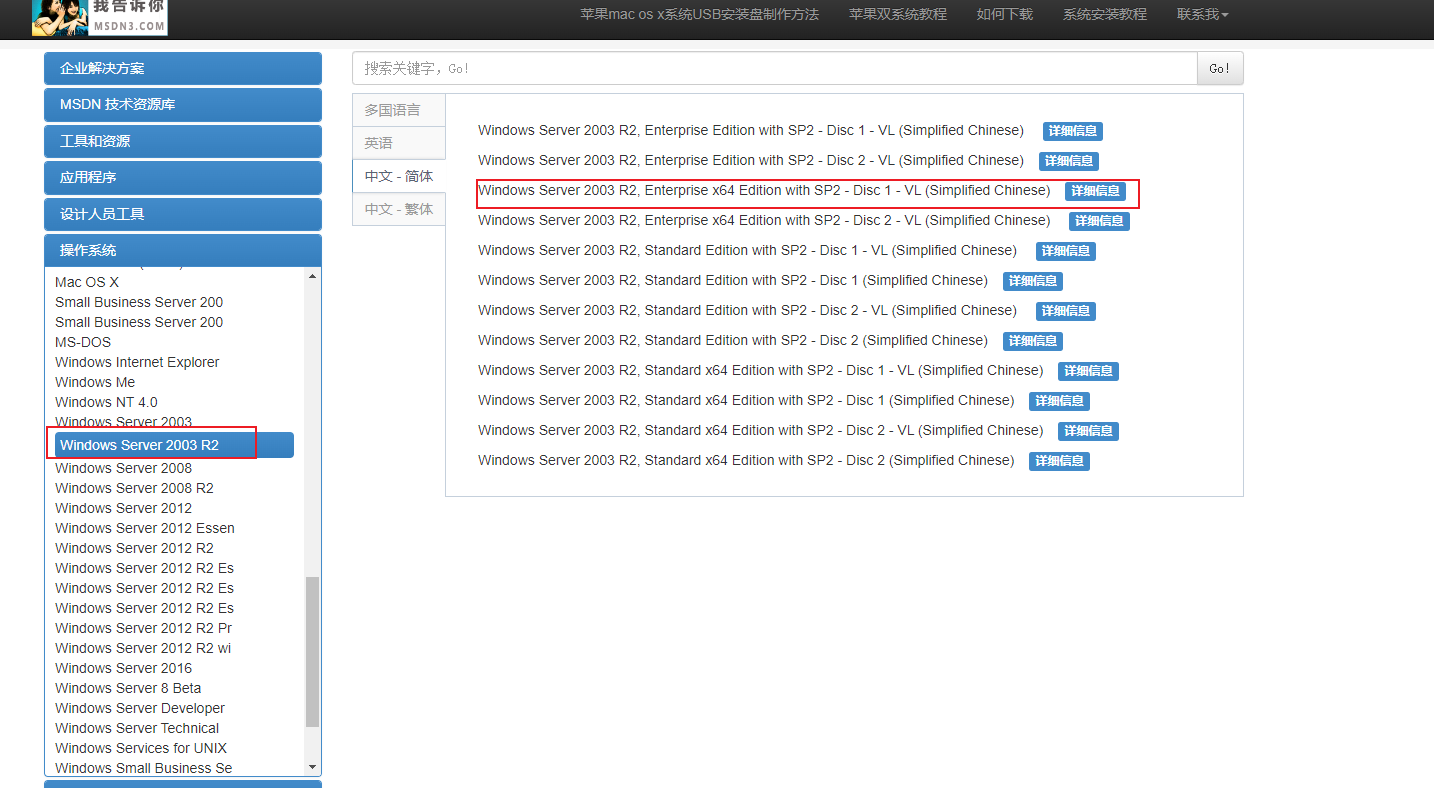 我告诉你
MSDN3.COM
苹果mac os x系统USB安装盘制作方法
苹果双系统教程
如何下载
系统安装教程
联系我
企业解决方案
MSDN 技术资源库
工具和资源
应用程序
设计人员工具
操作系统
Mac OS X
Small Business Server 200
Small Business Server 200
MS-DOS
Windows Internet Explorer
Windows Me
Windows NT 4.0
Windows Server 2003
Windows Server 2003 R2
Windows Server 2008
Windows Server 2008 R2
Windows Server 2012
Windows Server 2012 Essen
Windows Server 2012 R2
Windows Server 2012 R2 Es
Windows Server 2012 R2 Es
Windows Server 2012 R2 Es
Windows Server 2012 R2 Pr
Windows Server 2012 R2 wi
Windows Server 2016
Windows Server 8 Beta
Windows Server Developer
Windows Server Technical
Windows Services for UNIX
Windows Small Business Se
搜索关键字，Go!
Go!
多国语言
英语
中文 - 简体
中文 - 繁体
Windows Server 2003 R2, Enterprise Edition with SP2 - Disc 1 - VL (Simplified Chinese) 详细信息
Windows Server 2003 R2, Enterprise Edition with SP2 - Disc 2 - VL (Simplified Chinese) 详细信息
Windows Server 2003 R2, Enterprise x64 Edition with SP2 - Disc 1 - VL (Simplified Chinese) 详细信息
Windows Server 2003 R2, Enterprise x64 Edition with SP2 - Disc 2 - VL (Simplified Chinese) 详细信息
Windows Server 2003 R2, Standard Edition with SP2 - Disc 1 - VL (Simplified Chinese) 详细信息
Windows Server 2003 R2, Standard Edition with SP2 - Disc 1 (Simplified Chinese) 详细信息
Windows Server 2003 R2, Standard Edition with SP2 - Disc 2 - VL (Simplified Chinese) 详细信息
Windows Server 2003 R2, Standard Edition with SP2 - Disc 2 (Simplified Chinese) 详细信息
Windows Server 2003 R2, Standard x64 Edition with SP2 - Disc 1 - VL (Simplified Chinese) 详细信息
Windows Server 2003 R2, Standard x64 Edition with SP2 - Disc 1 (Simplified Chinese) 详细信息
Windows Server 2003 R2, Standard x64 Edition with SP2 - Disc 2 - VL (Simplified Chinese) 详细信息
Windows Server 2003 R2, Standard x64 Edition with SP2 - Disc 2 (Simplified Chinese) 详细信息